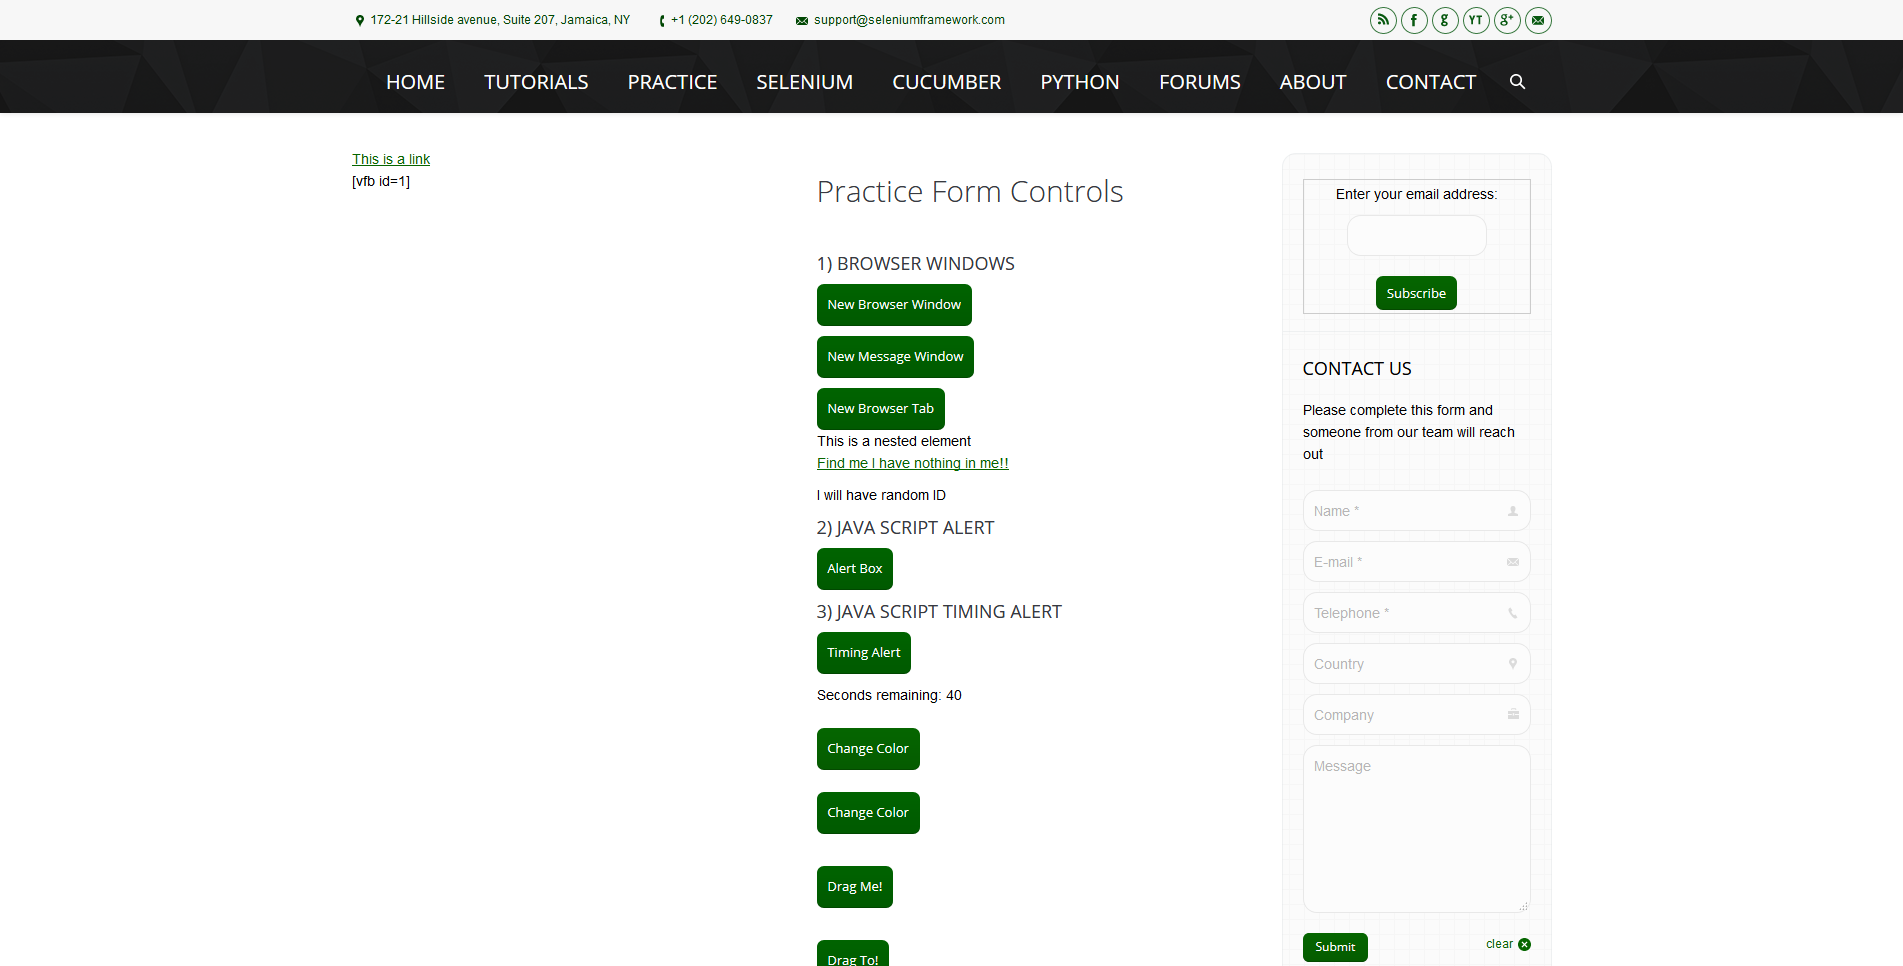 172-21 Hillside avenue, Suite 207, Jamaica, NY
+1 (202) 649-0837
support@seleniumframework.com
f
g
YT
g+
HOME
TUTORIALS
PRACTICE
SELENIUM
CUCUMBER
PYTHON
FORUMS
ABOUT
CONTACT
This is a link
[vfb id=1]
Practice Form Controls
1) BROWSER WINDOWS
New Browser Window
New Message Window
New Browser Tab
This is a nested element
Find me I have nothing in me!!
I will have random ID
2) JAVA SCRIPT ALERT
Alert Box
3) JAVA SCRIPT TIMING ALERT
Timing Alert
Seconds remaining: 40
Change Color
Change Color
Drag Me!
Drag To!
Enter your email address:
Subscribe
CONTACT US
Please complete this form and
someone from our team will reach
out
Name *
E-mail *
Telephone *
Country
Company
Message
Submit
clear